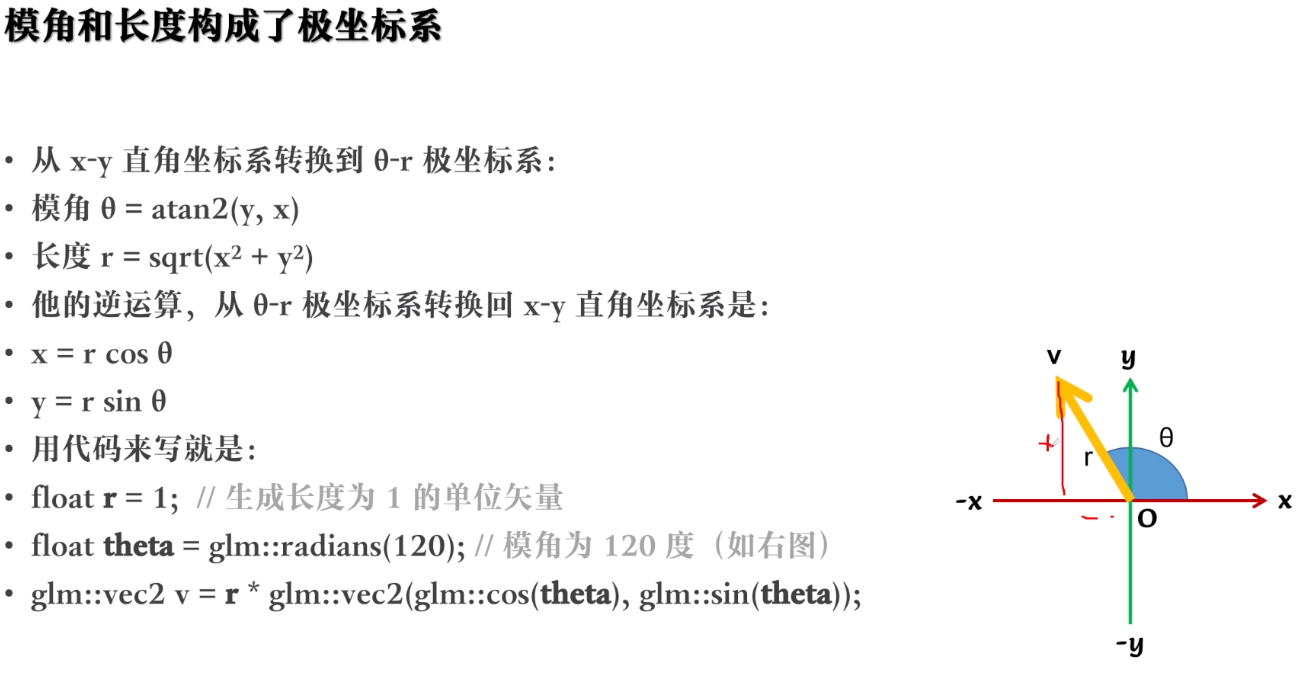 模角和长度构成了极坐标系
• 从 x-y 直角坐标系转换到 θ-r 极坐标系：
• 模角 θ = atan2(y, x)
• 长度 r = sqrt(x² + y²)
• 他的逆运算，从 θ-r 极坐标系转换回 x-y 直角坐标系是：
• x = r cos θ
• y = r sin θ
• 用代码来写就是：
• float r = 1;  // 生成长度为 1 的单位矢量
• float theta = glm::radians(120); // 模角为 120 度（如右图）
• glm::vec2 v = r * glm::vec2(glm::cos(theta), glm::sin(theta));
v
y
θ
+
r
-x
x
-
O
-y